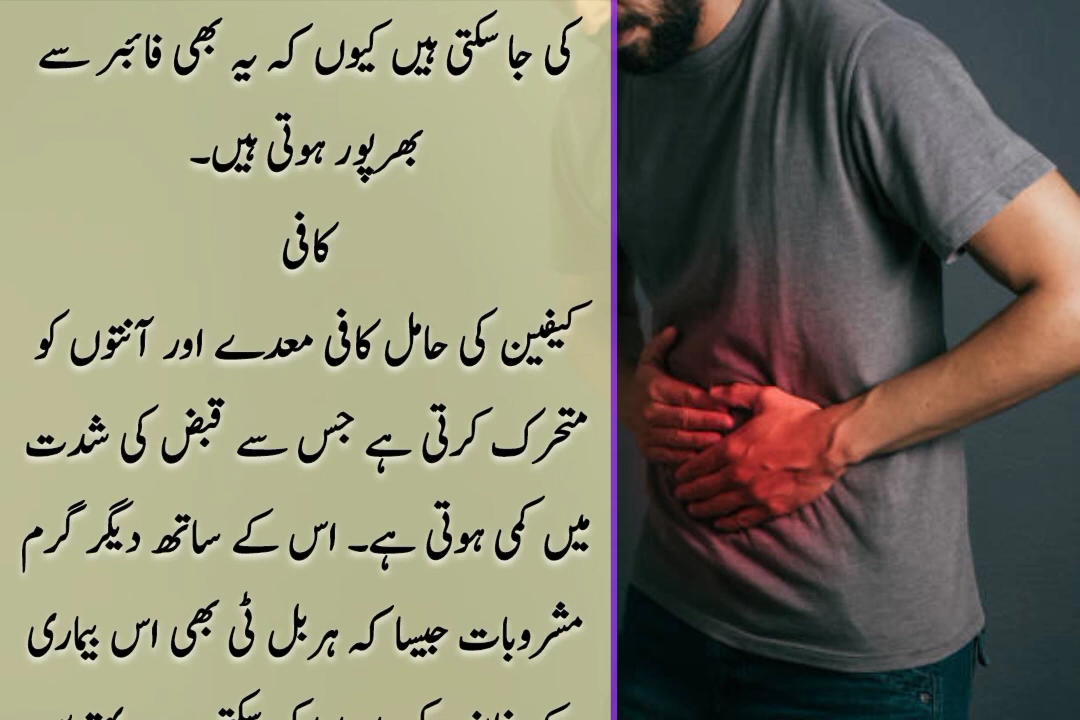 کی جا سکتی ہیں کیوں کہ یہ بھی فائبر سے
بھرپور ہوتی ہیں۔
کافی
کیفین کی حامل کافی معدے اور آنتوں کو
متحرک کرتی ہے جس سے قبض کی شدت
میں کمی ہوتی ہے۔ اس کے ساتھ دیگر گرم
مشروبات جیسا کہ ہربل ٹی بھی اس بیماری